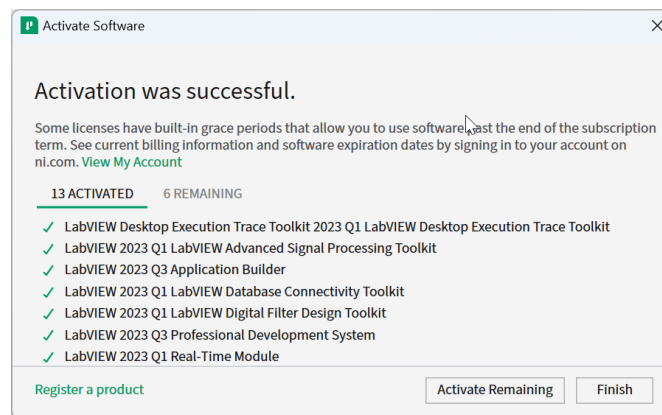 Activate Software
Activation was successful.
Some licenses have built-in grace periods that allow you to use software past the end of the subscription
term. See current billing information and software expiration dates by signing in to your account on
ni.com. View My Account
13 ACTIVATED 6 REMAINING
LabVIEW Desktop Execution Trace Toolkit 2023 Q1 LabVIEW Desktop Execution Trace Toolkit
LabVIEW 2023 Q1 LabVIEW Advanced Signal Processing Toolkit
LabVIEW 2023 Q3 Application Builder
LabVIEW 2023 Q1 LabVIEW Database Connectivity Toolkit
LabVIEW 2023 Q1 LabVIEW Digital Filter Design Toolkit
LabVIEW 2023 Q3 Professional Development System
LabVIEW 2023 Q1 Real-Time Module
Register a product Activate Remaining Finish